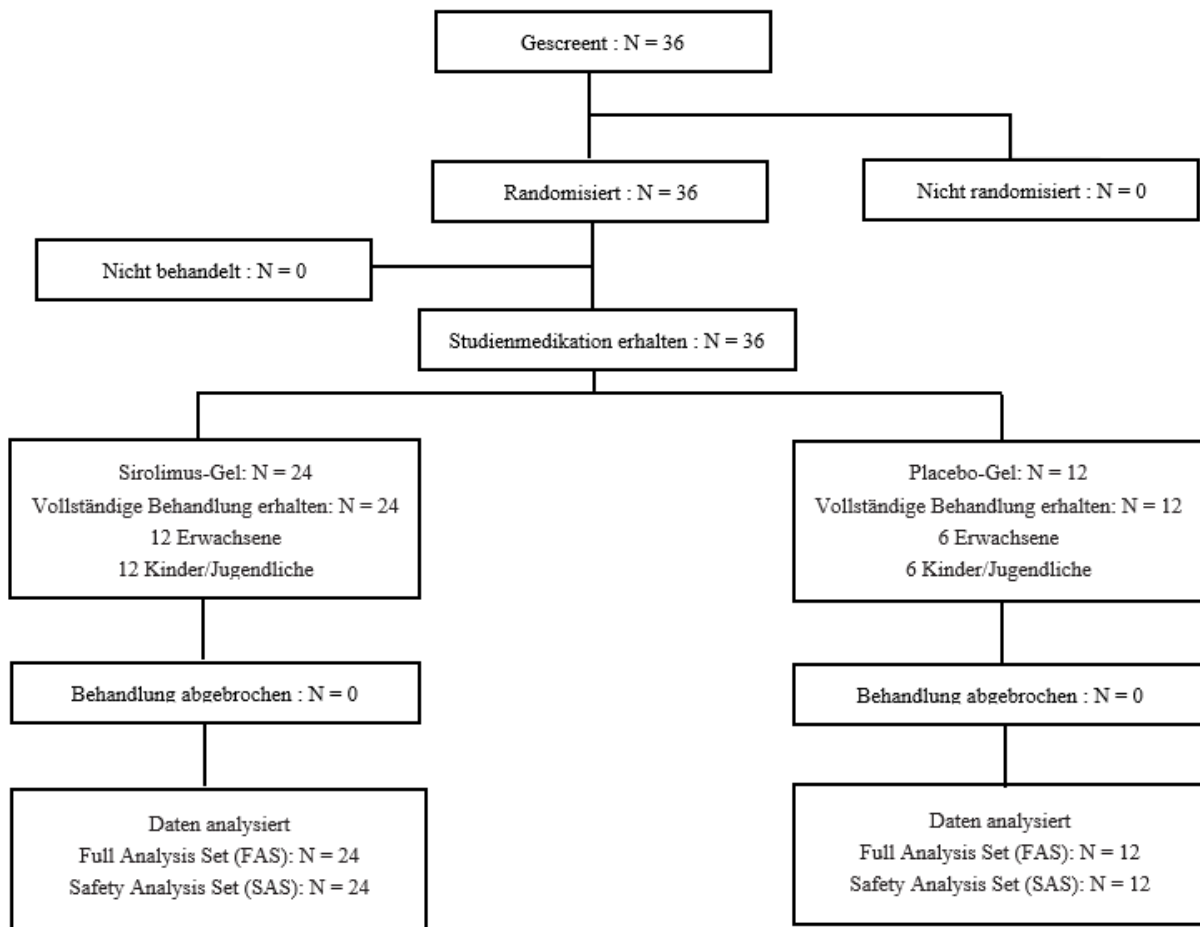 Gescreent : N = 36
Randomisiert : N = 36
Nicht randomisiert : N = 0
Nicht behandelt : N = 0
Studienmedikation erhalten : N = 36
Sirolimus-Gel: N = 24
Vollständige Behandlung erhalten: N = 24
12 Erwachsene
12 Kinder/Jugendliche
Placebo-Gel: N = 12
Vollständige Behandlung erhalten: N = 12
6 Erwachsene
6 Kinder/Jugendliche
Behandlung abgebrochen : N = 0
Behandlung abgebrochen : N = 0
Daten analysiert
Full Analysis Set (FAS): N = 24
Safety Analysis Set (SAS): N = 24
Daten analysiert
Full Analysis Set (FAS): N = 12
Safety Analysis Set (SAS): N = 12